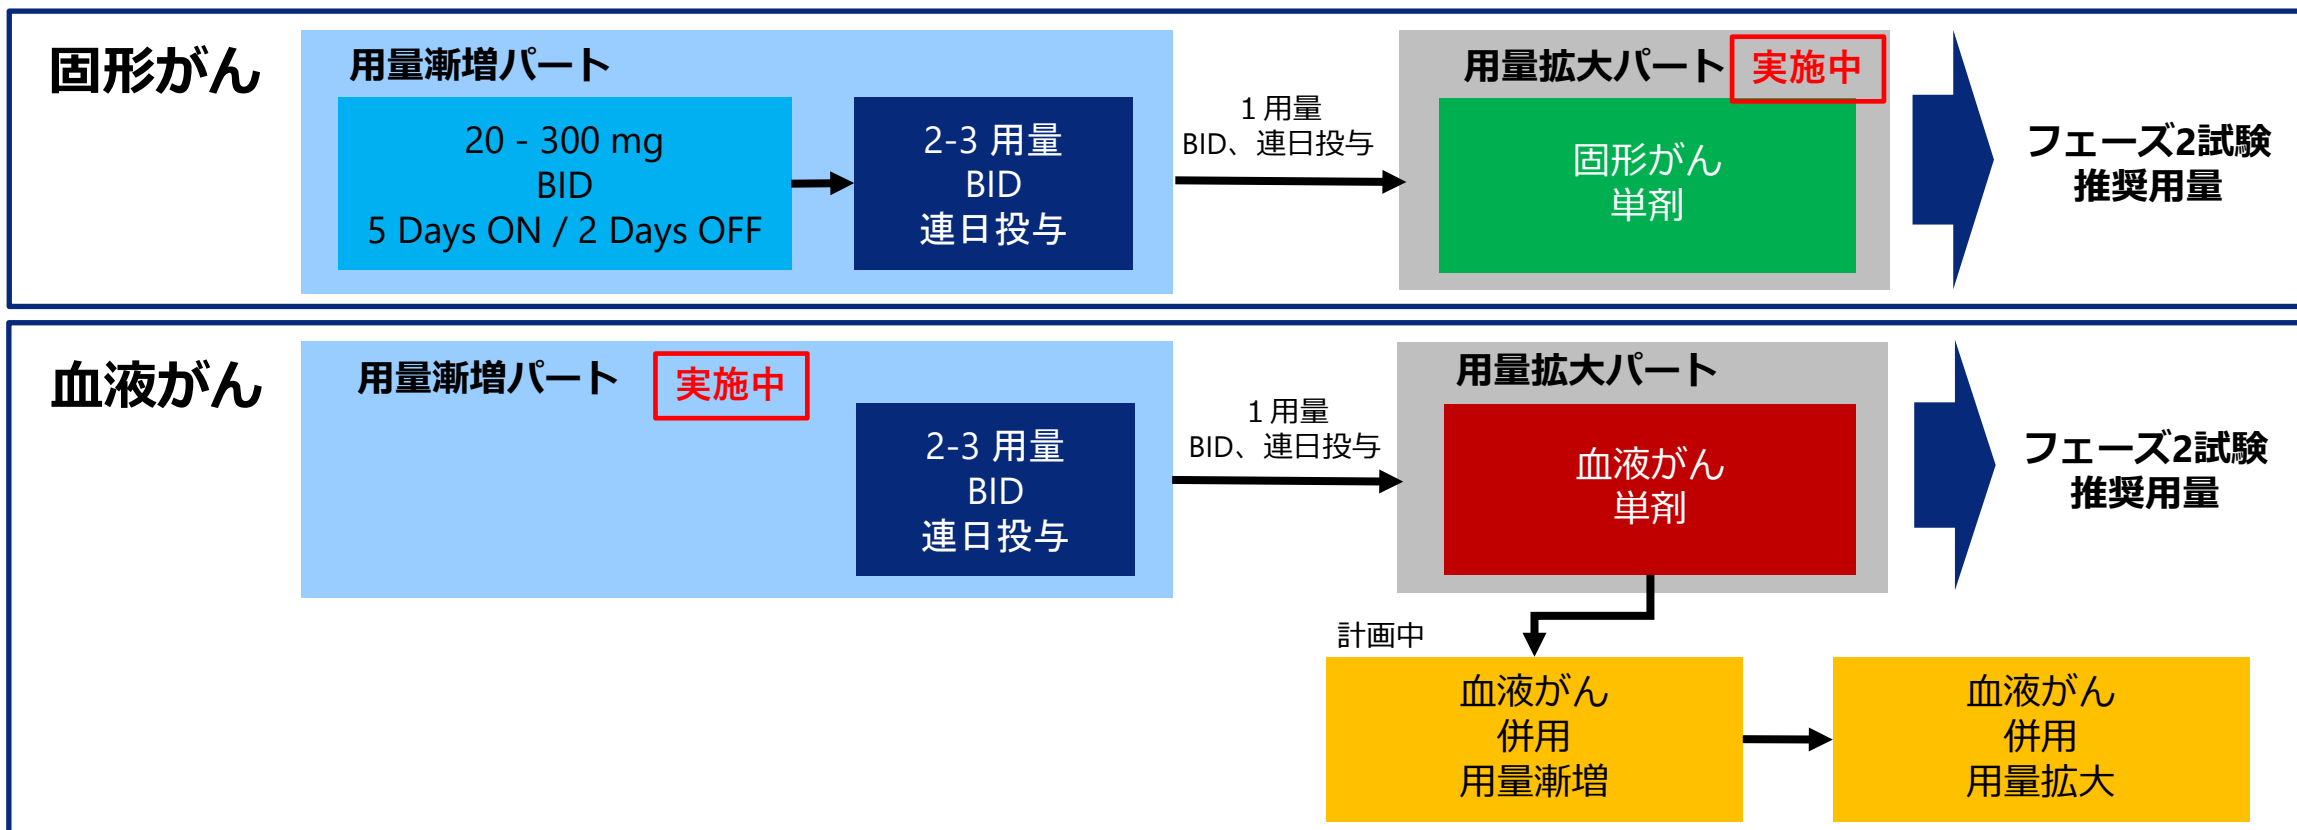 固形がん
用量漸増パート
20 - 300 mg
BID
5 Days ON / 2 Days OFF
2-3 用量
BID
連日投与
1 用量
BID、連日投与
用量拡大パート
実施中
固形がん
単剤
フェーズ2試験
推奨用量
血液がん
用量漸増パート
実施中
2-3 用量
BID
連日投与
1 用量
BID、連日投与
用量拡大パート
血液がん
単剤
フェーズ2試験
推奨用量
計画中
血液がん
併用
用量漸増
血液がん
併用
用量拡大